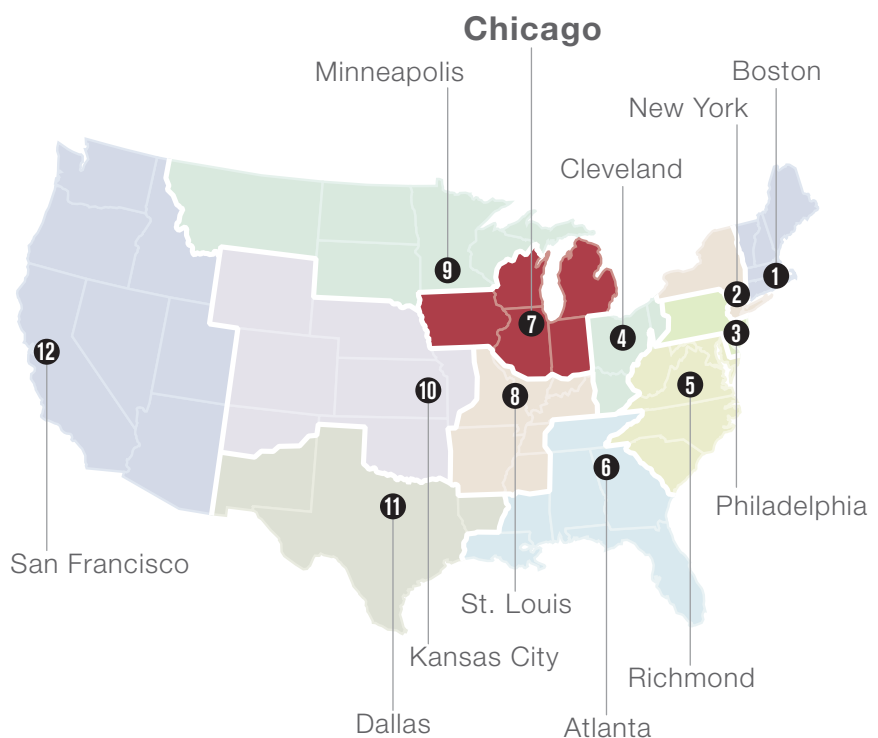 Chicago
Minneapolis
Boston
New York
Cleveland
1
9
2
7
3
4
12
5
10
8
6
11
Philadelphia
San Francisco
St. Louis
Kansas City
Richmond
Dallas
Atlanta